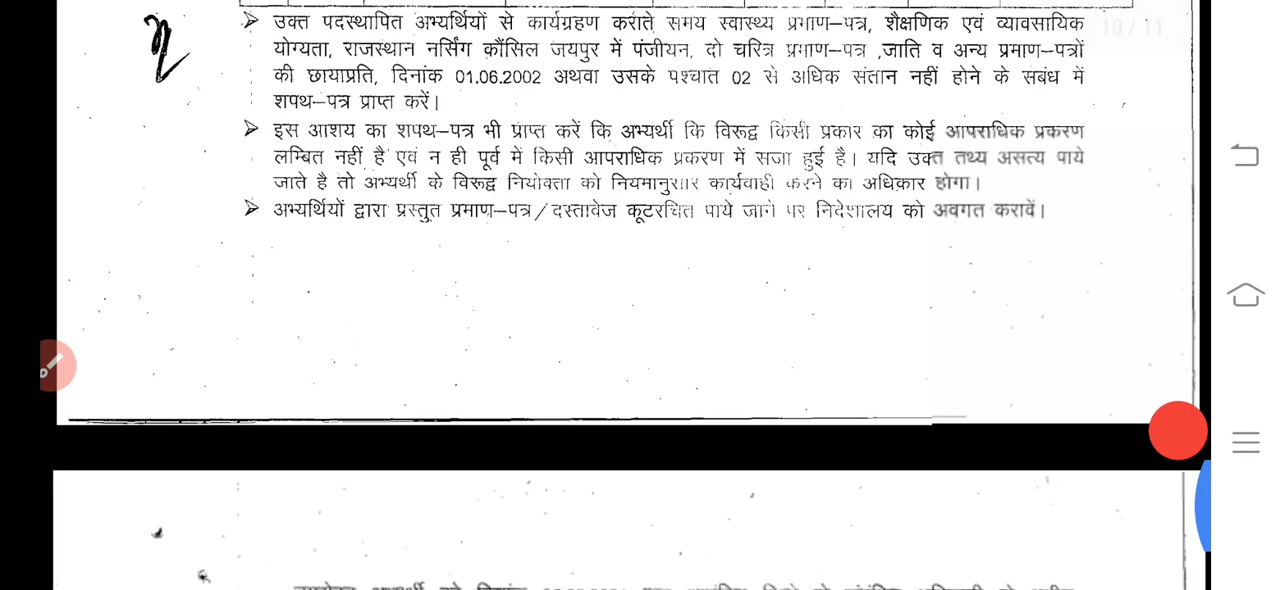 10/11
➢ उक्त पदस्थापित अभ्यर्थियों से कार्यग्रहण कराते समय स्वास्थ्य प्रमाण–पत्र, शैक्षणिक एवं व्यावसायिक
योग्यता, राजस्थान नर्सिंग कौंसिल जयपुर में पंजीयन, दो चरित्र प्रमाण–पत्र ,जाति व अन्य प्रमाण–पत्रों
की छायाप्रति, दिनांक 01.06.2002 अथवा उसके पश्चात 02 से अधिक संतान नहीं होने के संबंध में
शपथ–पत्र प्राप्त करें।
➢ इस आशय का शपथ–पत्र भी प्राप्त करें कि अभ्यर्थी कि विरूद्व किसी प्रकार का कोई आपराधिक प्रकरण
लम्बित नहीं है एवं न ही पूर्व में किसी आपराधिक प्रकरण में सजा हुई है। यदि उक्त तथ्य असत्य पाये
जाते है तो अभ्यर्थी के विरूद्व नियोक्ता को नियमानुसार कार्यवाही करने का अधिकार होगा।
➢ अभ्यर्थियों द्वारा प्रस्तुत प्रमाण–पत्र/दस्तावेज कूटरचित पाये जाने पर निदेशालय को अवगत करावें।